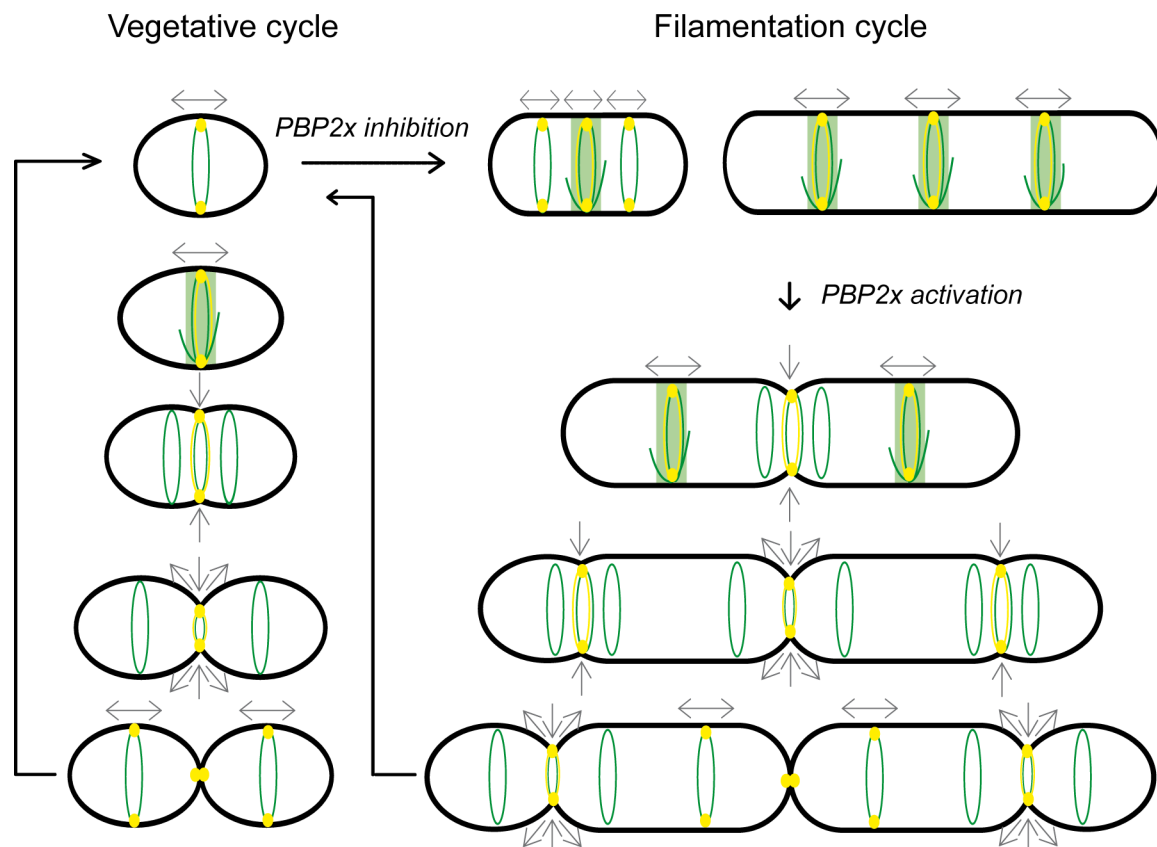 Vegetative cycle
Filamentation cycle
PBP2x inhibition
PBP2x activation